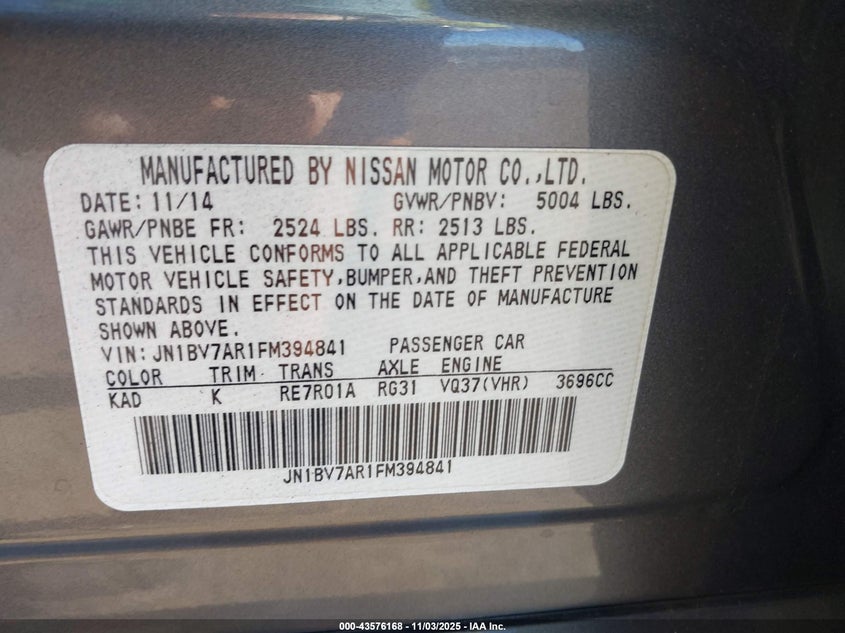 MANUFACTURED BY NISSAN MOTOR CO.,LTD.
DATE: 11/14 GVWR/PNBV: 5004 LBS.
GAWR/PNBE FR: 2524 LBS. RR: 2513 LBS.
THIS VEHICLE CONFORMS TO ALL APPLICABLE FEDERAL
MOTOR VEHICLE SAFETY,BUMPER,AND THEFT PREVENTION
STANDARDS IN EFFECT ON THE DATE OF MANUFACTURE
SHOWN ABOVE.
VIN: JN1BV7AR1FM394841 PASSENGER CAR
COLOR TRIM TRANS AXLE ENGINE
KAD K RE7R01A RG31 VQ37(VHR) 3696CC
JN1BV7AR1FM394841
000-43576168 - 11/03/2025 - IAA Inc.